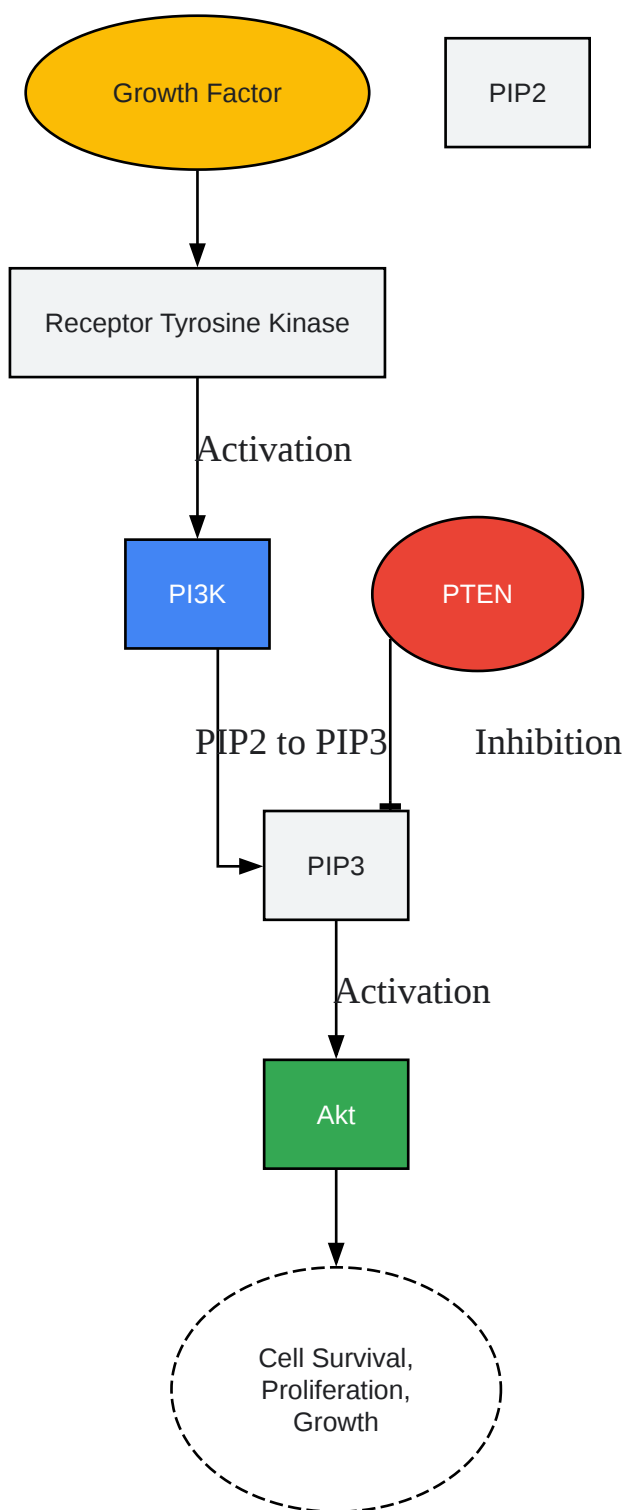 Growth Factor
PIP2
Receptor Tyrosine Kinase
Activation
PI3K
PTEN
PIP2 to PIP3
Inhibition
PIP3
Activation
Akt
Cell Survival,
Proliferation,
Growth